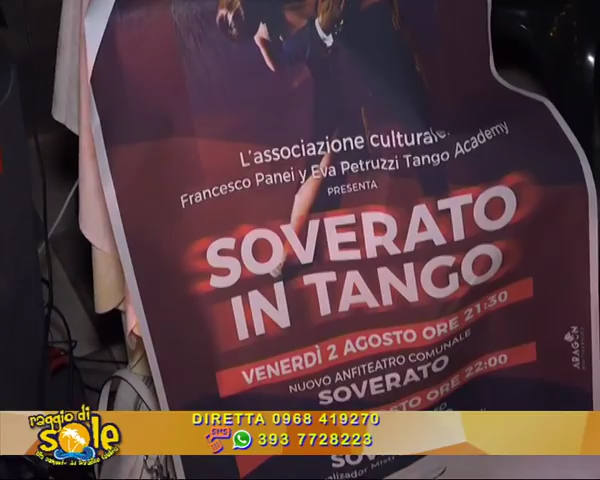 L'associazione culturale
Francesco Panei y Eva Petruzzi Tango Academy
PRESENTA
SOVERATO
IN TANGO
VENERDÌ 2 AGOSTO ORE 21:30
NUOVO ANFITEATRO COMUNALE
SOVERATO
ORE 22:00
ARAGON
raggio di
sole
DIRETTA 0968 419270
SMS
393 7728223